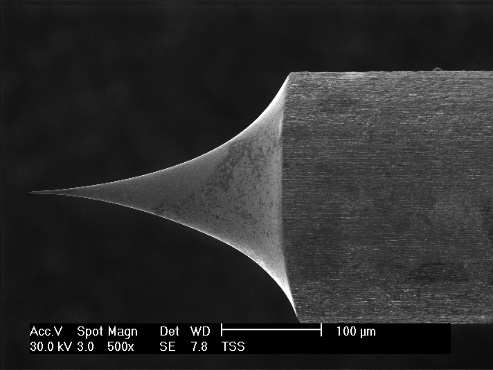 Acc.V Spot Magn Det WD 100 µm
30.0 kV 3.0 500x SE 7.8 TSS